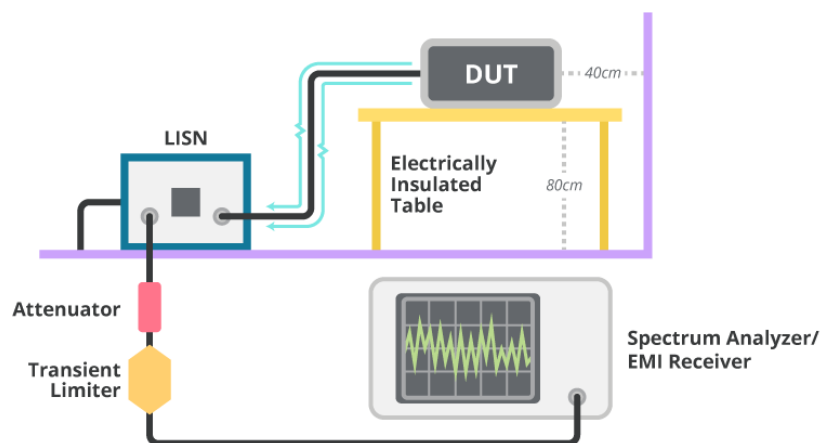 DUT
40cm
LISN
Electrically
Insulated
Table
80cm
Attenuator
Transient
Limiter
Spectrum Analyzer/
EMI Receiver